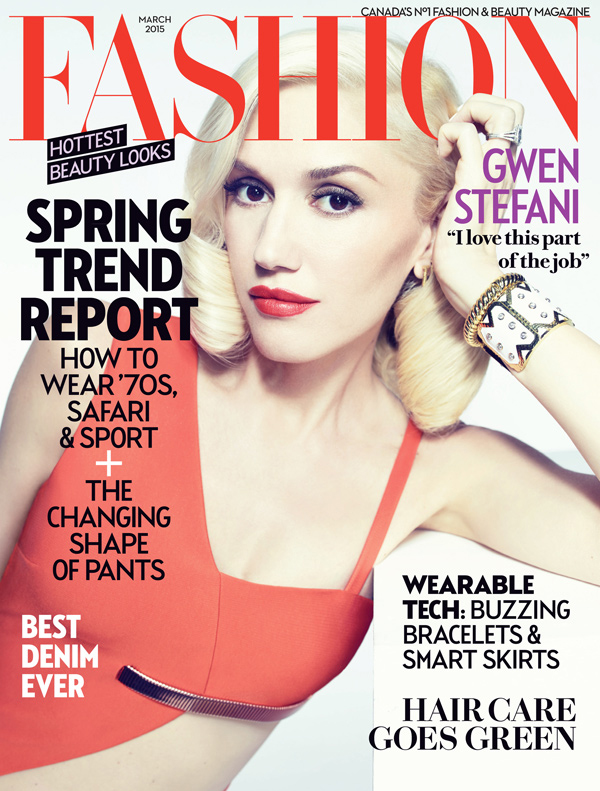 CANADA'S Nº1 FASHION & BEAUTY MAGAZINE
MARCH
2015
FASHION
HOTTEST
BEAUTY LOOKS
GWEN
STEFANI
“I love this part
of the job”
SPRING
TREND
REPORT
HOW TO
WEAR ’70S,
SAFARI
& SPORT
+
THE
CHANGING
SHAPE
OF PANTS
BEST
DENIM
EVER
WEARABLE
TECH: BUZZING
BRACELETS &
SMART SKIRTS
HAIR CARE
GOES GREEN